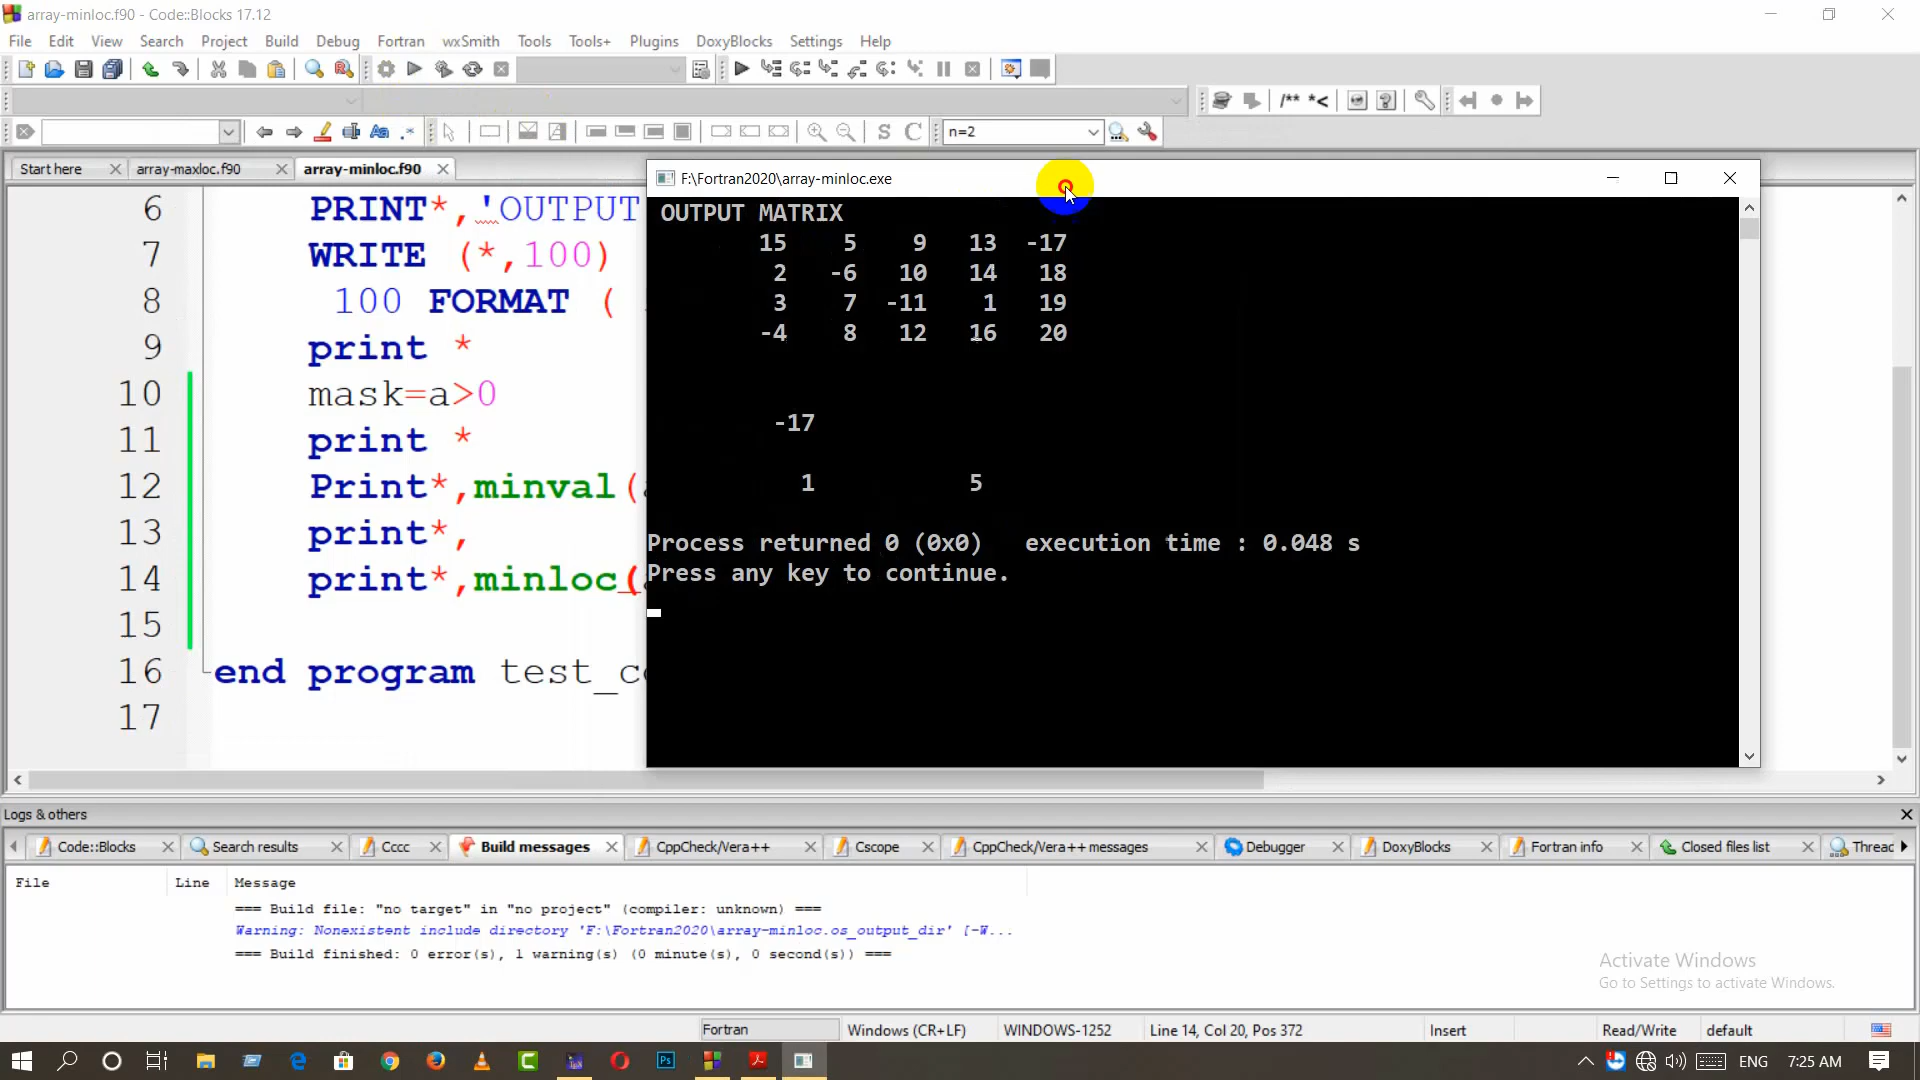 array-minloc.f90 - Code::Blocks 17.12
File Edit View Search Project Build Debug Fortran wxSmith Tools Tools+ Plugins DoxyBlocks Settings Help
/** *<
S C n=2
Start here array-maxloc.f90 array-minloc.f90
F:\Fortran2020\array-minloc.exe
6 PRINT*,'OUTPUT
7 WRITE (*,100)
8 100 FORMAT (
9 print *
10 mask=a>0
11 print *
12 Print*,minval(
13 print*,
14 print*,minloc(
15
16 end program test_c
17
OUTPUT MATRIX
15 5 9 13 -17
2 -6 10 14 18
3 7 -11 1 19
-4 8 12 16 20
-17
1 5
Process returned 0 (0x0) execution time : 0.048 s
Press any key to continue.
Logs & others
Code::Blocks Search results Cccc Build messages CppCheck/Vera++ Cscope CppCheck/Vera++ messages Debugger DoxyBlocks Fortran info Closed files list Thread
File Line Message
=== Build file: "no target" in "no project" (compiler: unknown) ===
Warning: Nonexistent include directory 'F:\Fortran2020\array-minloc.os_output_dir' [-W...
=== Build finished: 0 error(s), 1 warning(s) (0 minute(s), 0 second(s)) ===
Activate Windows
Go to Settings to activate Windows.
Fortran Windows (CR+LF) WINDOWS-1252 Line 14, Col 20, Pos 372 Insert Read/Write default
ENG 7:25 AM